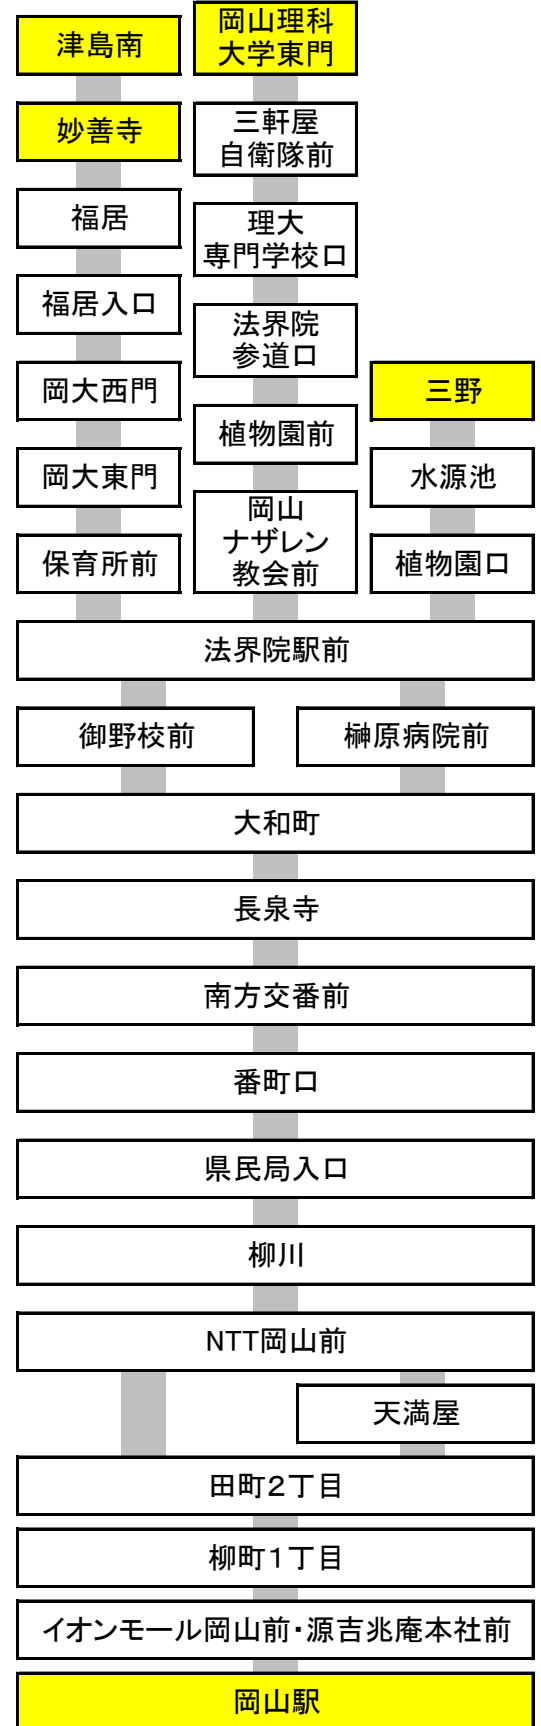 津島南
妙善寺
福居
福居入口
岡大西門
岡大東門
保育所前
岡山理科
大学東門
三軒屋
自衛隊前
理大
専門学校口
法界院
参道口
植物園前
岡山
ナザレン
教会前
三野
水源池
植物園口
法界院駅前
御野校前
榊原病院前
大和町
長泉寺
南方交番前
番町口
県民局入口
柳川
NTT岡山前
天満屋
田町2丁目
柳町1丁目
イオンモール岡山前・源吉兆庵本社前
岡山駅